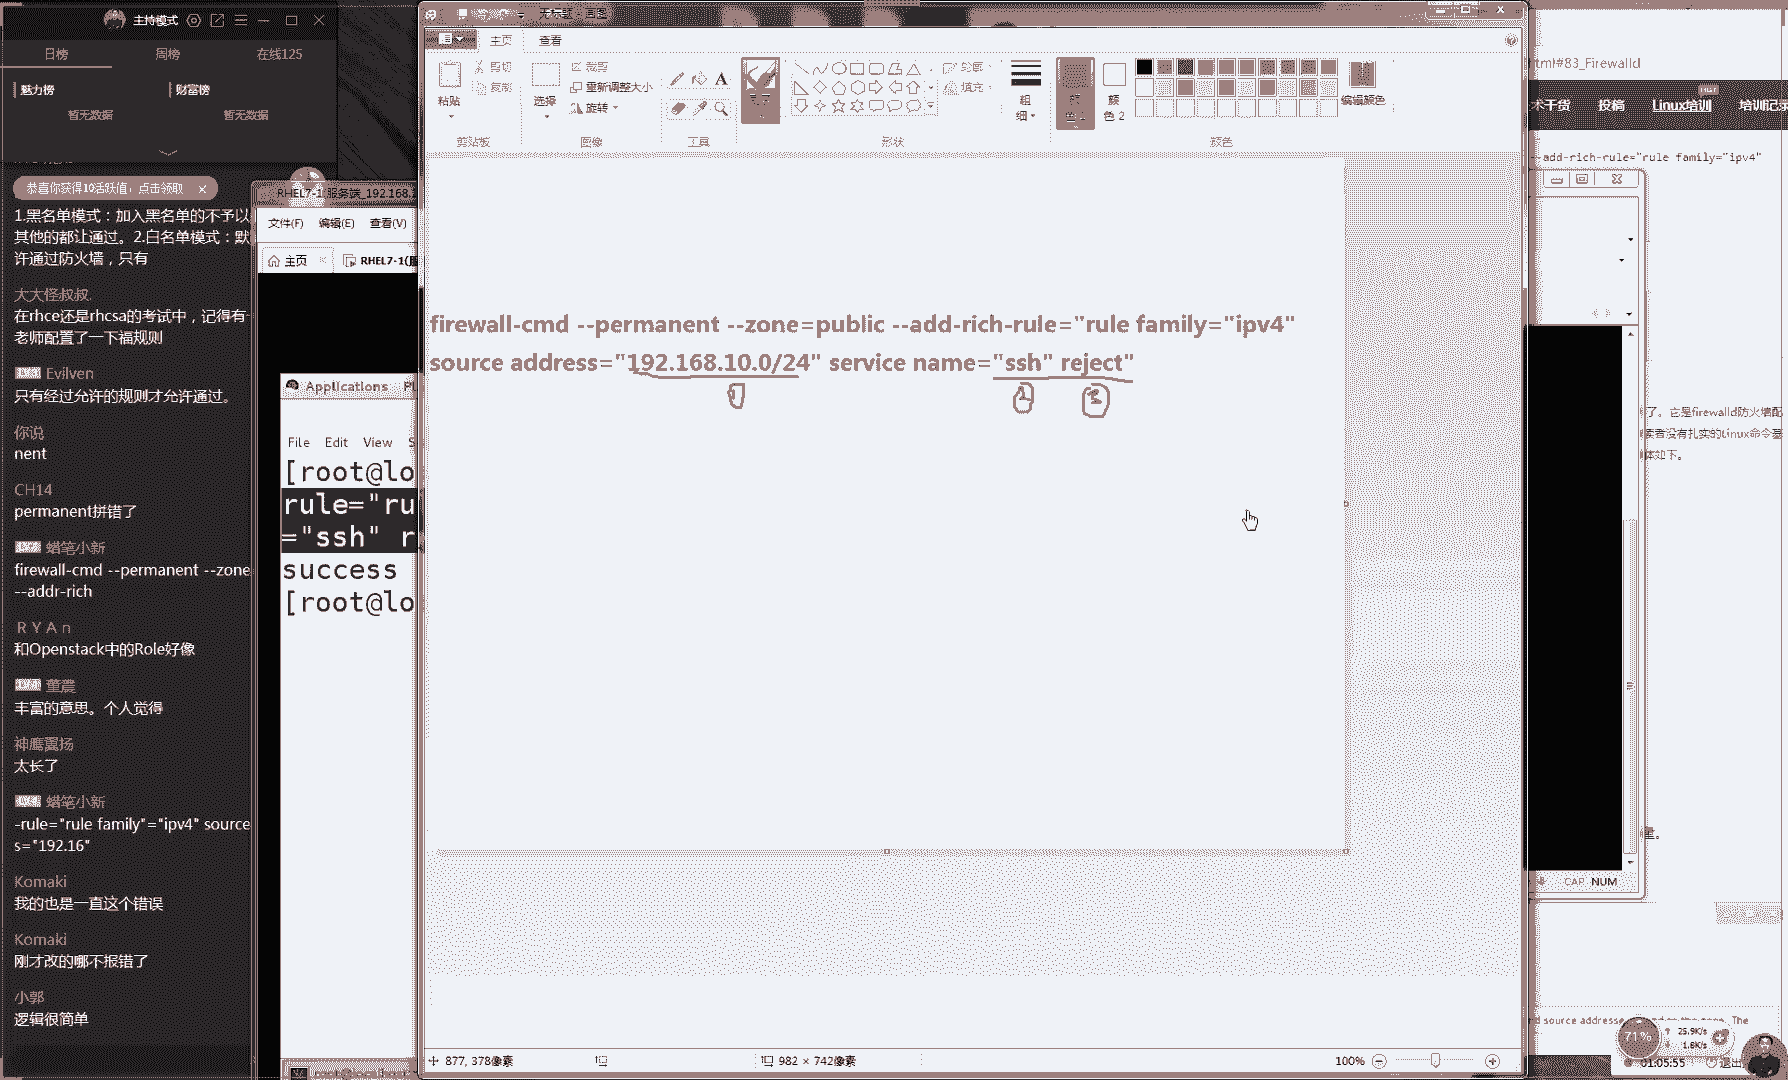 主持模式
日榜 周榜 在线125
魅力榜 财富榜
暂无数据 暂无数据
恭喜你获得10活跃值，点击领取
1.黑名单模式：加入黑名单的不予以
其他的都让通过。2.白名单模式：默
许通过防火墙，只有
大大怪叔叔.
在rhce还是rhcsa的考试中，记得有
老师配置了一下福规则
Evilven
只有经过允许的规则才允许通过。
你说
nent
CH14
permanent拼错了
蜡笔小新
firewall-cmd --permanent --zone
--addr-rich
R Y A n
和Openstack中的Role好像
董震
丰富的意思。个人觉得
神鹰翼扬
太长了
蜡笔小新
-rule="rule family"="ipv4" source
s="192.16"
Komaki
我的也是一直这个错误
Komaki
刚才改的哪不报错了
小郭
逻辑很简单
RHEL7-1 服务端_192.168.
文件(F) 编辑(E) 查看(V)
主页 RHEL7-1(服
Applications Pl
File Edit View S
[root@lo
rule="ru
="ssh" r
success
[root@lo
无标题 - 画图
主页 查看
粘贴 剪切 复制 选择 裁剪 重新调整大小 旋转
粗细 颜色 1 颜色 2 编辑颜色
轮廓 填充
剪贴板 图像 工具 形状 颜色
firewall-cmd --permanent --zone=public --add-rich-rule="rule family="ipv4"
source address="192.168.10.0/24" service name="ssh" reject"
1 2 3
877, 378像素 982 × 742像素 100%
html#83_Firewalld
术干货 投稿 Linux培训 培训记录
--add-rich-rule="rule family="ipv4"
了。它是firewalld防火墙配
读者没有扎实的Linux命令基
体如下。
量。
CAP NUM
nd source addresse
The
71% 25.9K/s
1.8K/s
01:05:55